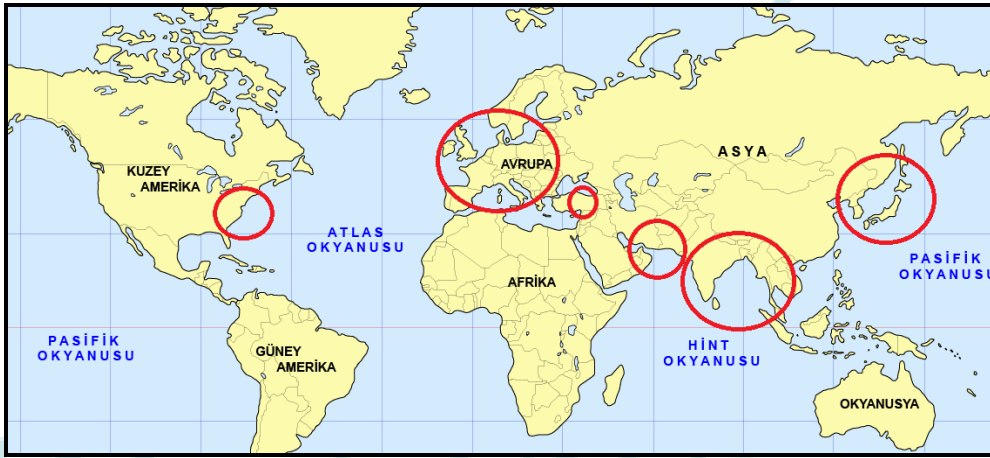 ASYA
AVRUPA
KUZEY
AMERİKA
ATLAS
OKYANUSU
PASİFİK
OKYANUSU
AFRİKA
PASİFİK
OKYANUSU
HİNT
OKYANUSU
GÜNEY
AMERİKA
OKYANUSYA